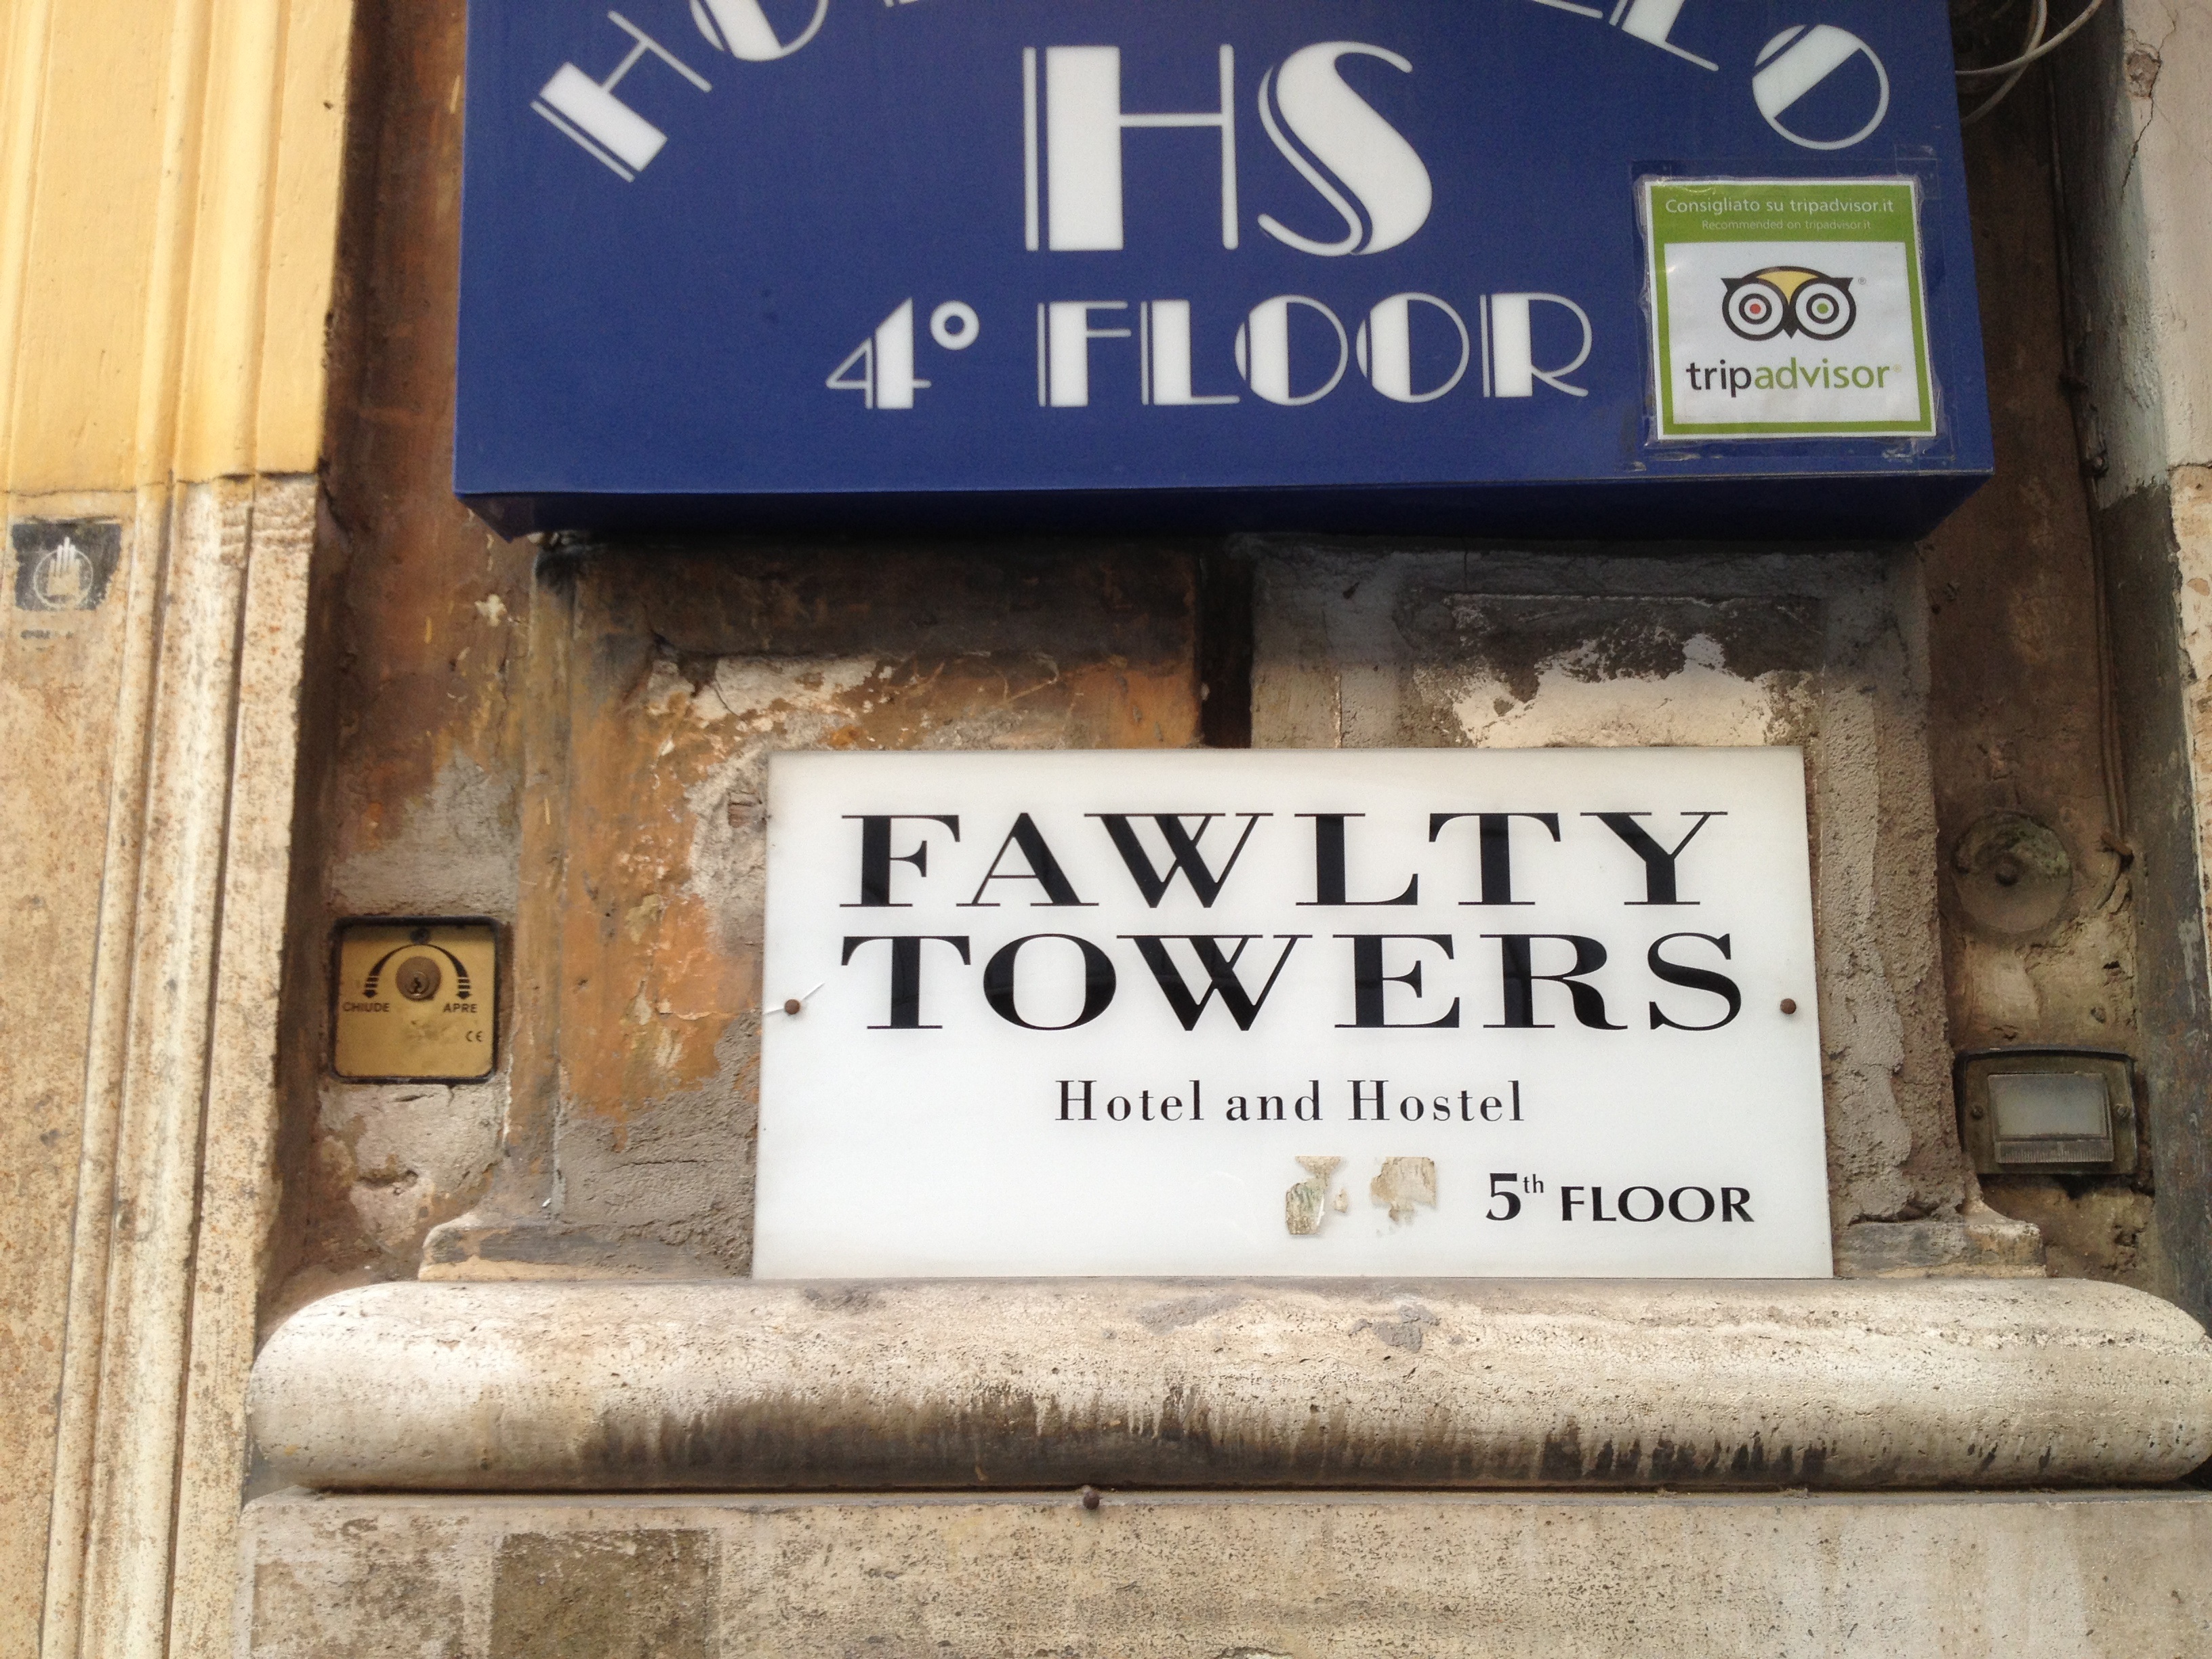 HS
4° FLOOR
Consigliato su tripadvisor.it
Recommended on tripadvisor.it
tripadvisor®
FAWLTY
TOWERS
CHIUDE APRE
CE
Hotel and Hostel
5th FLOOR